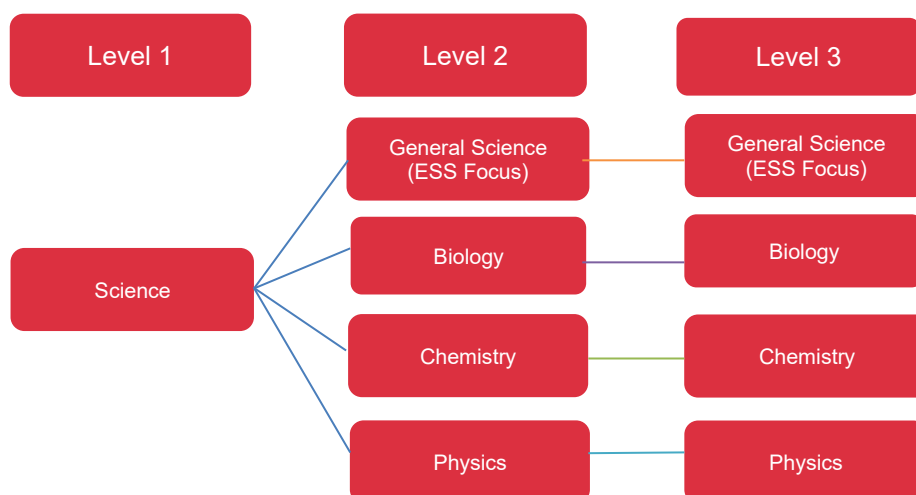 Level 1
Level 2
Level 3
General Science
(ESS Focus)
General Science
(ESS Focus)
Science
Biology
Biology
Chemistry
Chemistry
Physics
Physics